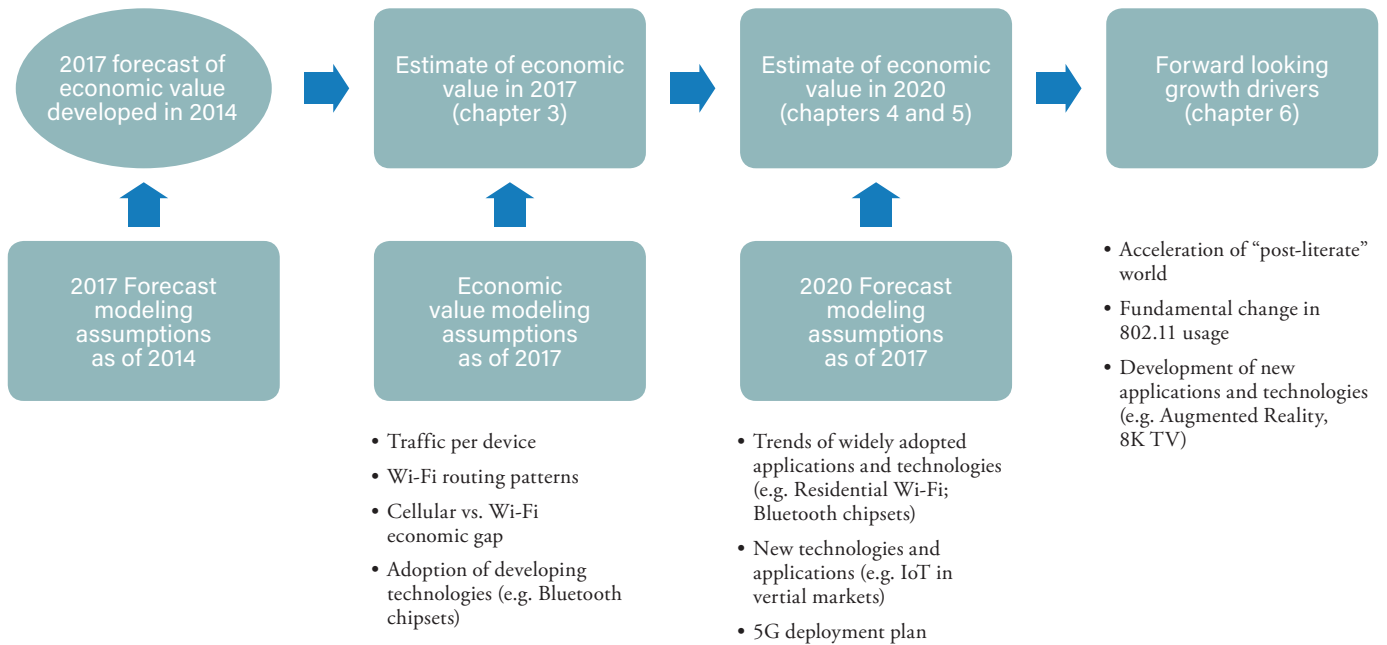 2017 forecast of
economic value
developed in 2014
Estimate of economic
value in 2017
(chapter 3)
Estimate of economic
value in 2020
(chapters 4 and 5)
Forward looking
growth drivers
(chapter 6)
2017 Forecast
modeling
assumptions
as of 2014
Economic
value modeling
assumptions
as of 2017
2020 Forecast
modeling
assumptions
as of 2017
• Acceleration of “post-literate”
world
• Fundamental change in
802.11 usage
• Development of new
applications and technologies
(e.g. Augmented Reality,
8K TV)
• Traffic per device
• Wi-Fi routing patterns
• Cellular vs. Wi-Fi
economic gap
• Adoption of developing
technologies (e.g. Bluetooth
chipsets)
• Trends of widely adopted
applications and technologies
(e.g. Residential Wi-Fi;
Bluetooth chipsets)
• New technologies and
applications (e.g. IoT in
vertial markets)
• 5G deployment plan